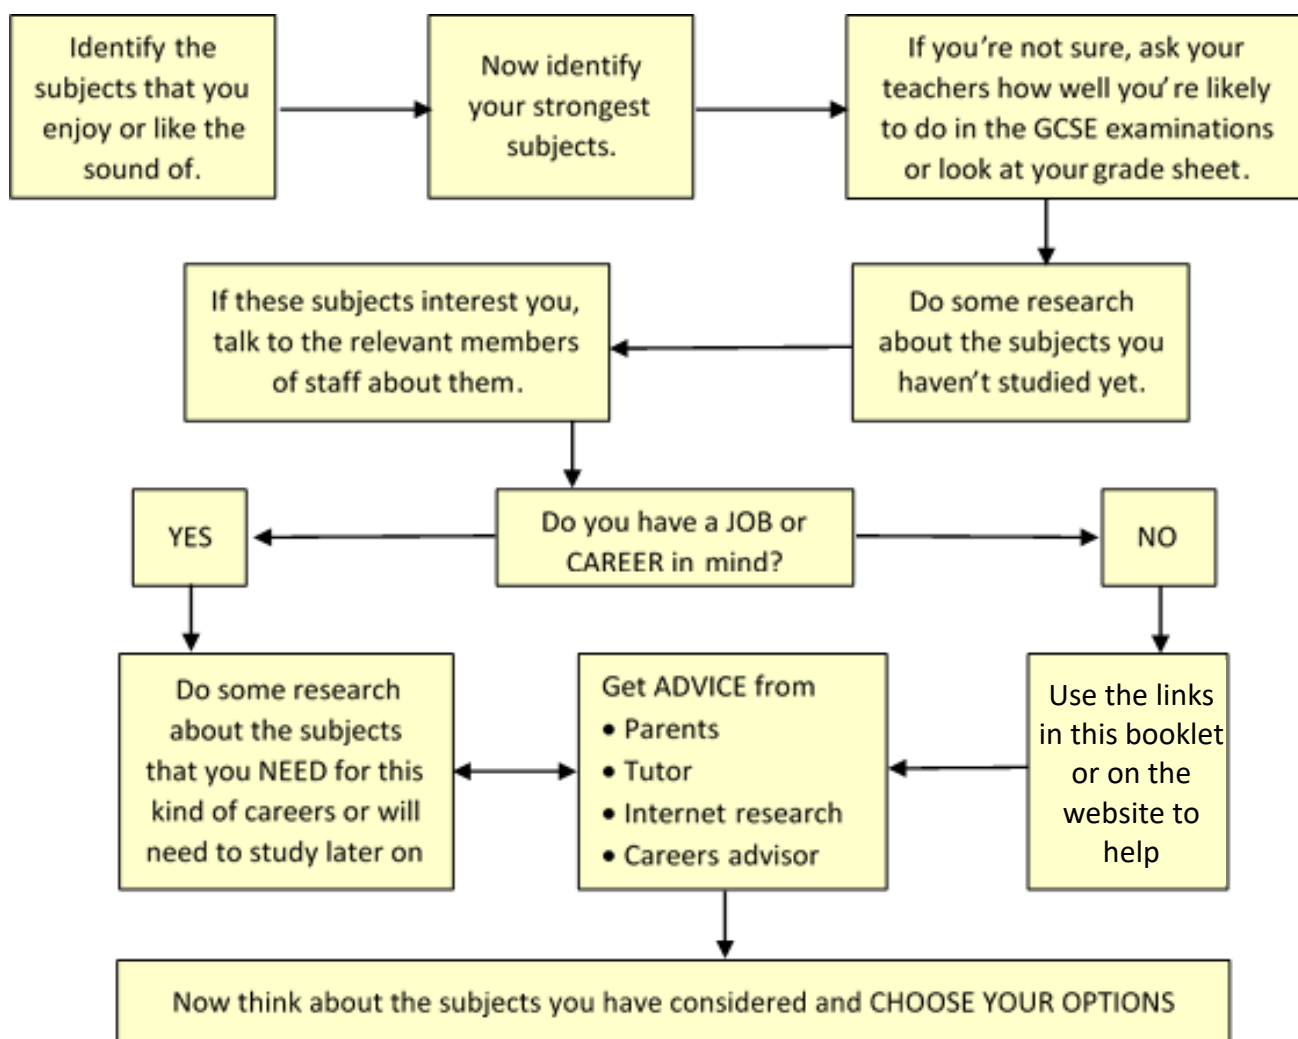 Identify the
subjects that you
enjoy or like the
sound of.
Now identify
your strongest
subjects.
If you’re not sure, ask your
teachers how well you’re likely
to do in the GCSE examinations
or look at your grade sheet.
If these subjects interest you,
talk to the relevant members
of staff about them.
Do some research
about the subjects you
haven’t studied yet.
YES
Do you have a JOB or
CAREER in mind?
NO
Do some research
about the subjects
that you NEED for this
kind of careers or will
need to study later on
Get ADVICE from
• Parents
• Tutor
• Internet research
• Careers advisor
Use the links
in this booklet
or on the
website to
help
Now think about the subjects you have considered and CHOOSE YOUR OPTIONS